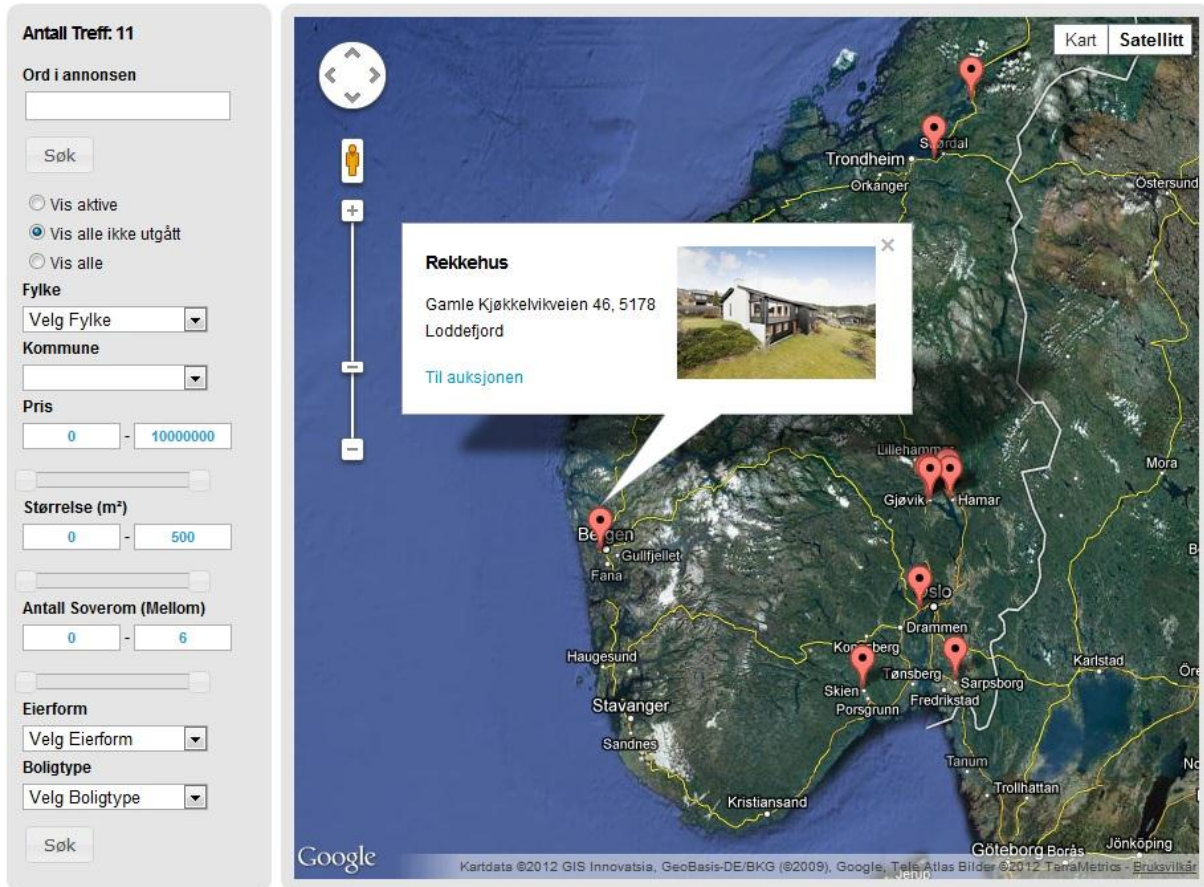 Antall Treff: 11
Ord i annonsen
Søk
Vis aktive
Vis alle ikke utgått
Vis alle
Fylke
Velg Fylke
Kommune
Pris
0 - 10000000
Størrelse (m²)
0 - 500
Antall Soverom (Mellom)
0 - 6
Eierform
Velg Eierform
Boligtype
Velg Boligtype
Søk
Kart Satellitt
Trondheim
Orkanger
Östersund
Rekkehus
Gamle Kjøkkelvikveien 46, 5178
Loddefjord
Til auksjonen
Lillehammer
Mora
Gjøvik
Hamar
Bergen
Gullfjellet
Fana
Oslo
Drammen
Kongsberg
Haugesund
Karlstad
Tønsberg
Sarpsborg
Skien
Fredrikstad
Porsgrunn
Stavanger
Sandnes
Tanum
Trollhättan
Kristiansand
Göteborg
Borås
Jönköping
Google
Kartdata ©2012 GIS Innovatsia, GeoBasis-DE/BKG (©2009), Google, Tele Atlas Bilder ©2012 TerraMetrics - Bruksvilkår